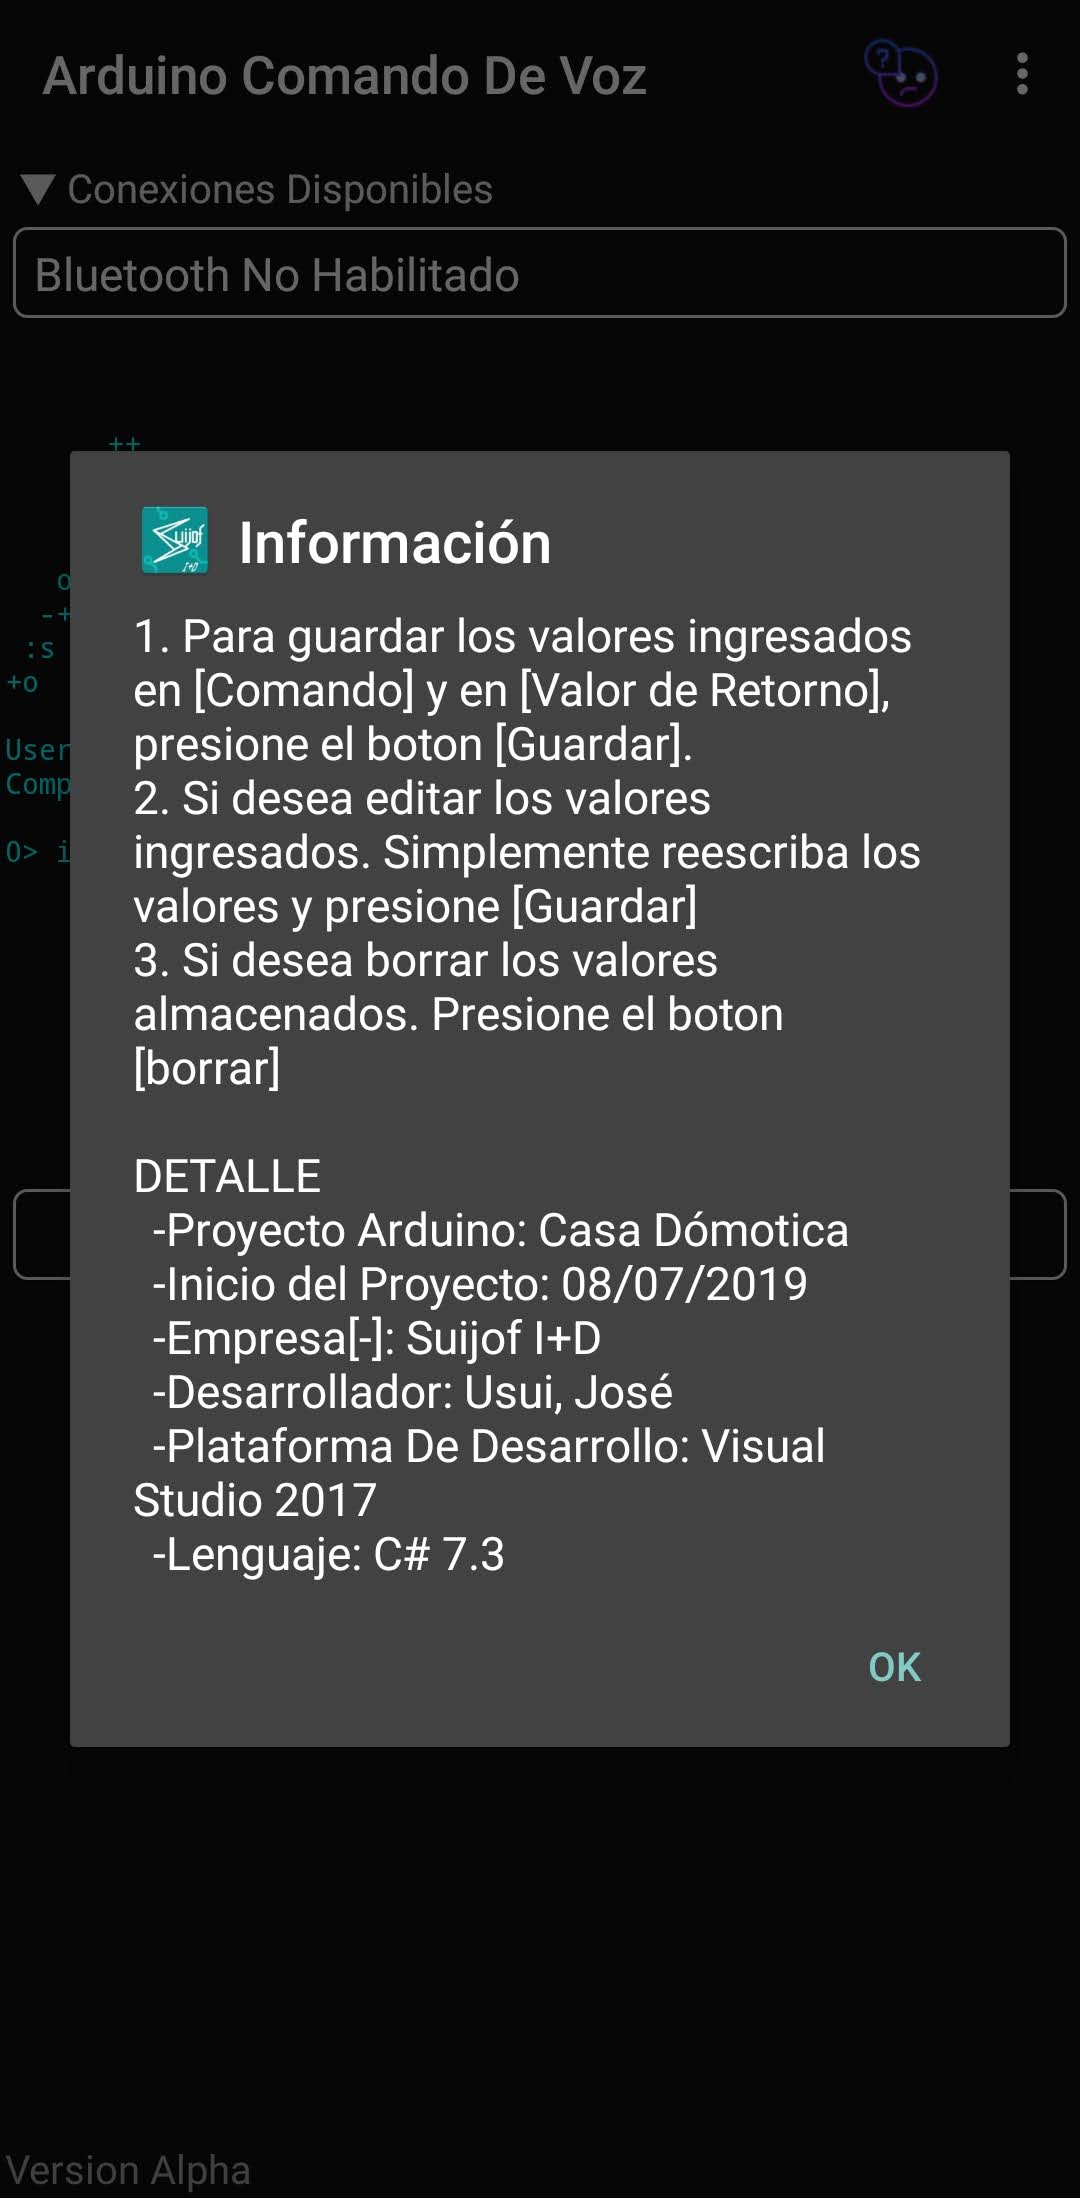 Arduino Comando De Voz
▼ Conexiones Disponibles
Bluetooth No Habilitado
++
o
-+
:s
+o
User
Comp
O> i
Suijof
I+D
Información
1. Para guardar los valores ingresados
en [Comando] y en [Valor de Retorno],
presione el boton [Guardar].
2. Si desea editar los valores
ingresados. Simplemente reescriba los
valores y presione [Guardar]
3. Si desea borrar los valores
almacenados. Presione el boton
[borrar]
DETALLE
-Proyecto Arduino: Casa Dómotica
-Inicio del Proyecto: 08/07/2019
-Empresa[-]: Suijof I+D
-Desarrollador: Usui, José
-Plataforma De Desarrollo: Visual
Studio 2017
-Lenguaje: C# 7.3
OK
Version Alpha